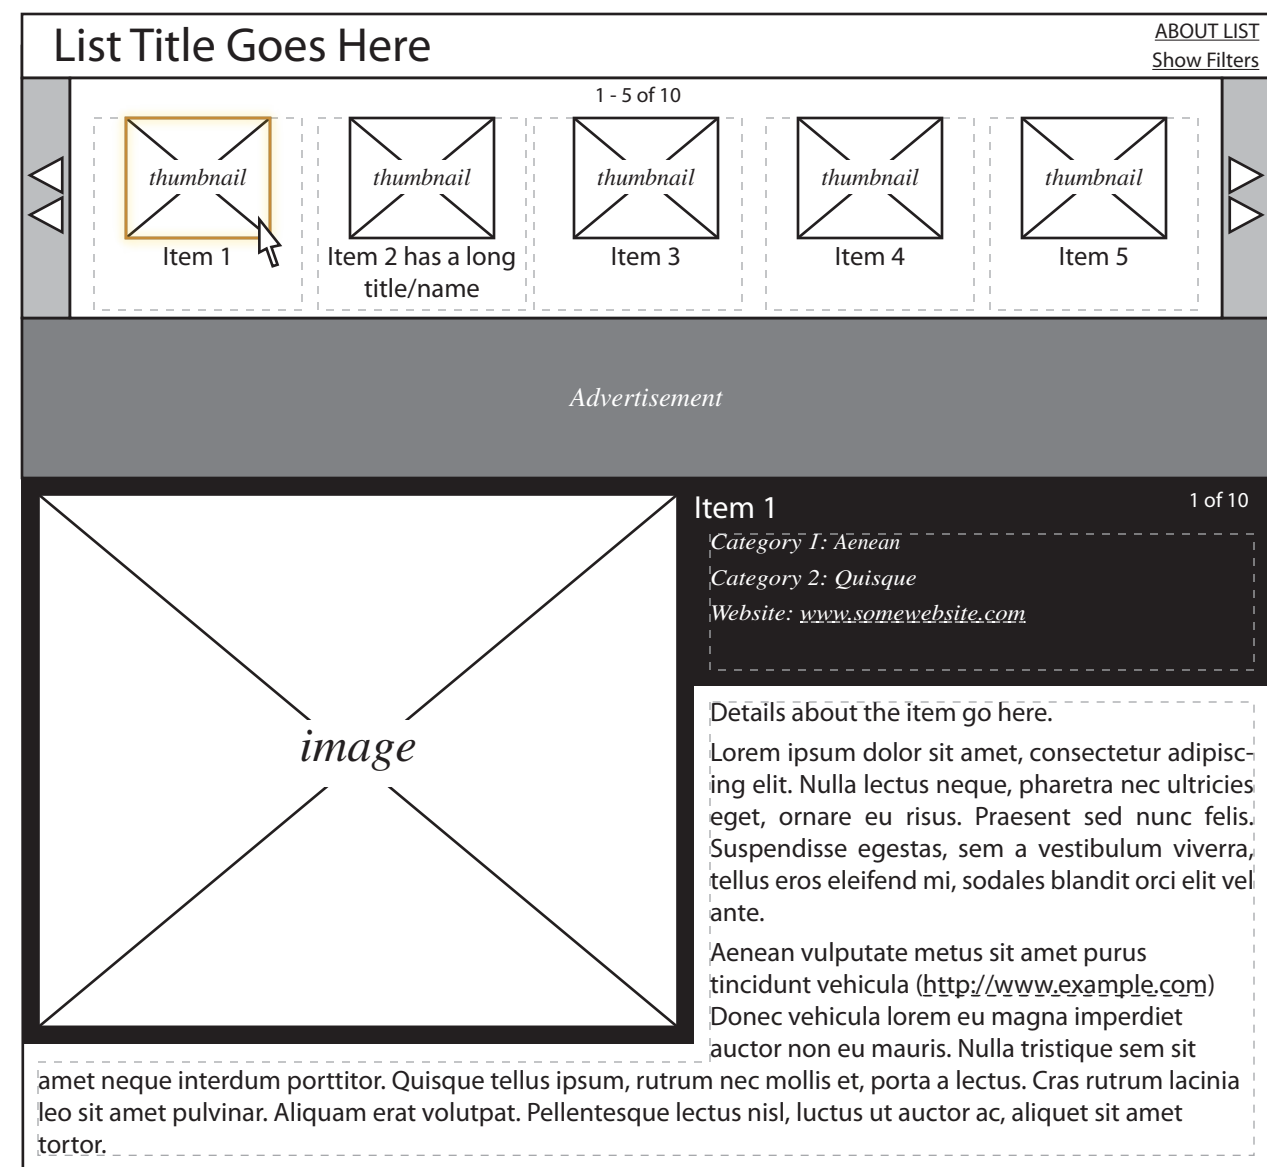 List Title Goes Here
ABOUT LIST
Show Filters
1 - 5 of 10
thumbnail
thumbnail
thumbnail
thumbnail
thumbnail
Item 1
Item 2 has a long
title/name
Item 3
Item 4
Item 5
Advertisement
image
Item 1
1 of 10
Category 1: Aenean
Category 2: Quisque
Website: www.somewebsite.com
Details about the item go here.
Lorem ipsum dolor sit amet, consectetur adipisc-
ing elit. Nulla lectus neque, pharetra nec ultricies
eget, ornare eu risus. Praesent sed nunc felis.
Suspendisse egestas, sem a vestibulum viverra,
tellus eros eleifend mi, sodales blandit orci elit vel
ante.
Aenean vulputate metus sit amet purus
tincidunt vehicula (http://www.example.com)
Donec vehicula lorem eu magna imperdiet
auctor non eu mauris. Nulla tristique sem sit
amet neque interdum porttitor. Quisque tellus ipsum, rutrum nec mollis et, porta a lectus. Cras rutrum lacinia
leo sit amet pulvinar. Aliquam erat volutpat. Pellentesque lectus nisl, luctus ut auctor ac, aliquet sit amet
tortor.